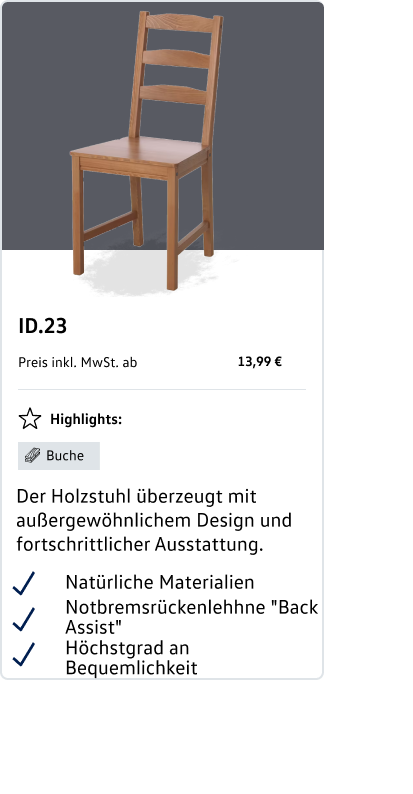 ID.23
Preis inkl. MwSt. ab 13,99 €
Highlights:
Buche
Der Holzstuhl überzeugt mit
außergewöhnlichem Design und
fortschrittlicher Ausstattung.
Natürliche Materialien
Notbremsrückenlehhne "Back
Assist"
Höchstgrad an
Bequemlichkeit